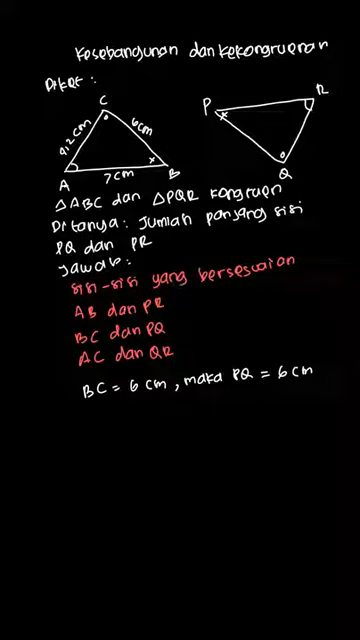 Kesebangunan dan kekongruenan
Diket :
C
4,2 cm
6 cm
A
7 cm
B
P
R
Q
△ABC dan △PQR kongruen
Ditanya : Jumlah panjang sisi
PQ dan PR
Jawab :
sisi-sisi yang bersesuaian
AB dan PR
BC dan PQ
AC dan QR
BC = 6 cm, maka PQ = 6 cm